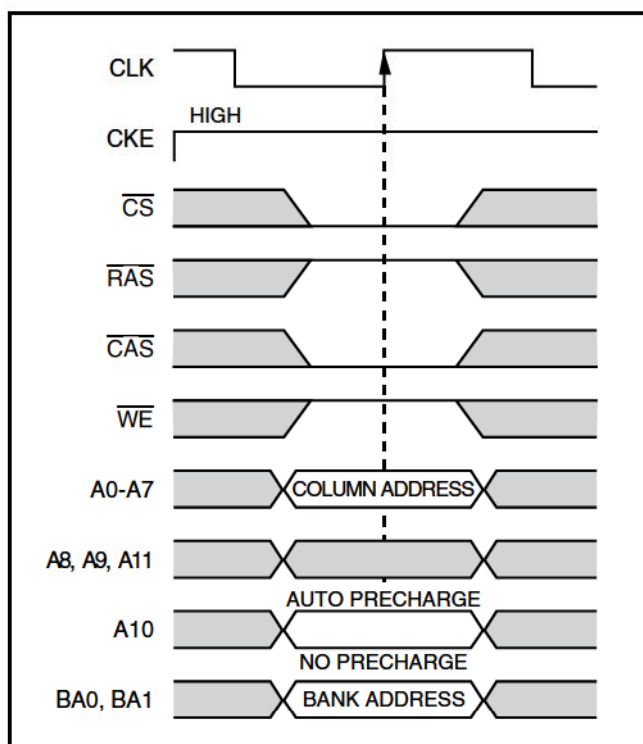 CLK
HIGH
CKE
CS
RAS
CAS
WE
A0-A7 COLUMN ADDRESS
A8, A9, A11
AUTO PRECHARGE
A10
NO PRECHARGE
BA0, BA1 BANK ADDRESS